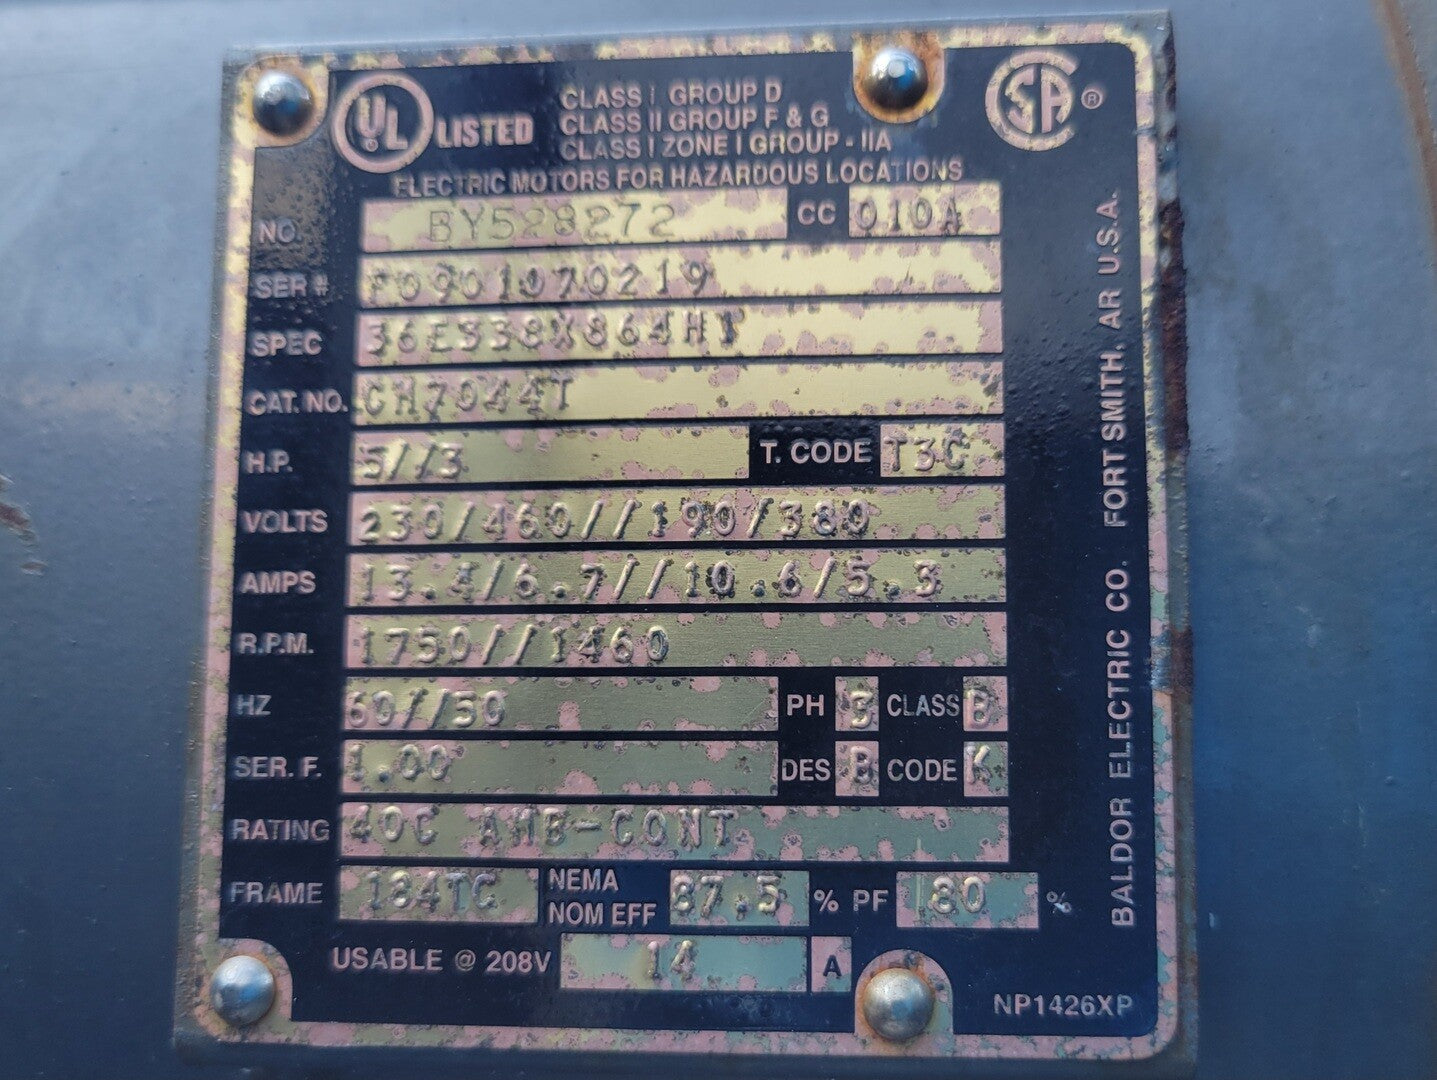 UL LISTED
CLASS I GROUP D
CLASS II GROUP F & G
CLASS I ZONE I GROUP - IIA
SA ®
ELECTRIC MOTORS FOR HAZARDOUS LOCATIONS
NO. BY528272 CC 010A
SER # F0901070219
SPEC 36E338X864H1
CAT. NO. CH7044T
H.P. 5//3 T. CODE T3C
VOLTS 230/460//190/380
AMPS 13.4/6.7//10.6/5.3
R.P.M. 1750//1460
HZ 60//50 PH 3 CLASS B
SER. F. 1.00 DES B CODE K
RATING 40C AMB-CONT
FRAME 184TC NEMA NOM EFF 87.5 % PF 80 %
USABLE @ 208V 14 A
NP1426XP
BALDOR ELECTRIC CO. FORT SMITH, AR U.S.A.